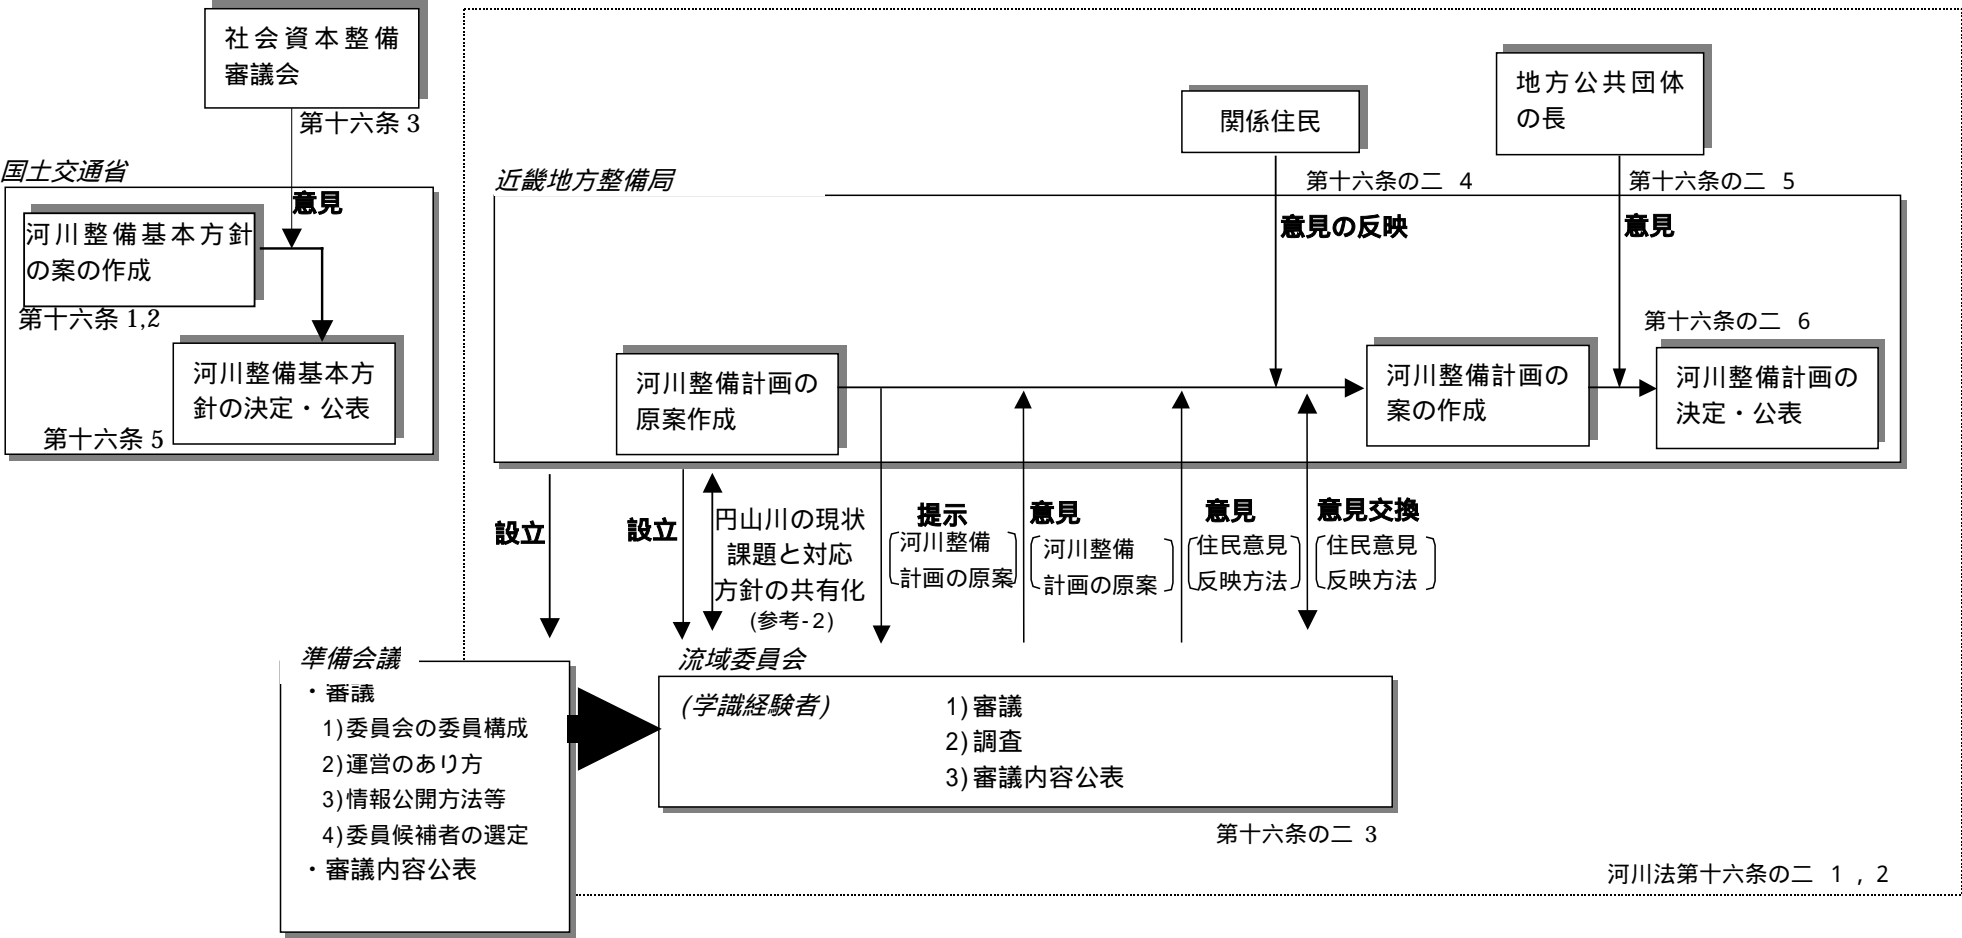 社会資本整備
審議会
第十六条 3
国土交通省
意見
河川整備基本方針
の案の作成
第十六条 1,2
河川整備基本方
針の決定・公表
第十六条 5
近畿地方整備局
関係住民
第十六条の二 4
意見の反映
地方公共団体
の長
第十六条の二 5
意見
第十六条の二 6
河川整備計画の
原案作成
河川整備計画の
案の作成
河川整備計画の
決定・公表
設立
設立
円山川の現状
課題と対応
方針の共有化
(参考-2)
提示
河川整備
計画の原案
意見
河川整備
計画の原案
意見
住民意見
反映方法
意見交換
住民意見
反映方法
準備会議
・審議
1)委員会の委員構成
2)運営のあり方
3)情報公開方法等
4)委員候補者の選定
・審議内容公表
流域委員会
(学識経験者)
1)審議
2)調査
3)審議内容公表
第十六条の二 3
河川法第十六条の二 1 , 2